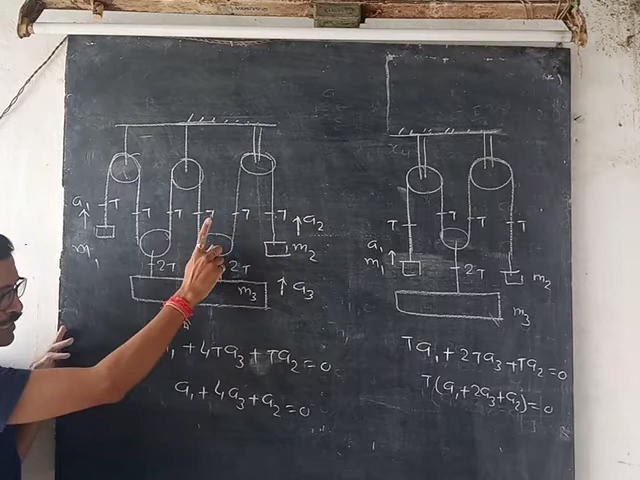 a₁ T T T T T T a₂
m₁ m₂
2T 2T
m₃ a₃
₁ + 4Ta₃ + Ta₂ = 0
a₁ + 4a₃ + a₂ = 0
T T T T
a₁
m₁ 2T m₂
m₃
Ta₁ + 2Ta₃ + Ta₂ = 0
T(a₁ + 2a₃ + a₂) = 0